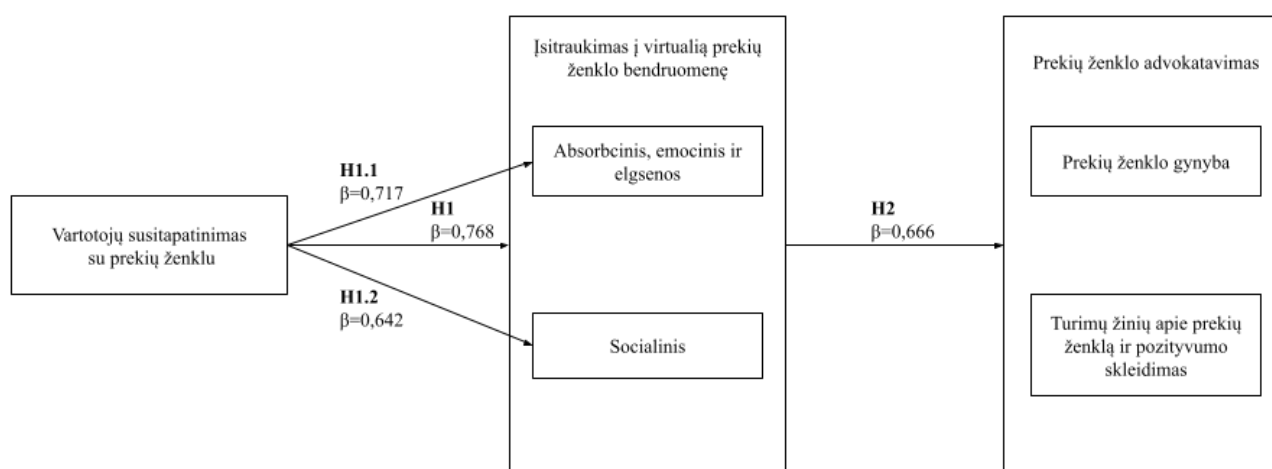 Vartotojų susitapatinimas
su prekių ženklu
H1.1
β=0,717
H1
β=0,768
H1.2
β=0,642
Įsitraukimas į virtualią prekių
ženklo bendruomenę
Absorbcinis, emocinis ir
elgsenos
Socialinis
H2
β=0,666
Prekių ženklo advokatavimas
Prekių ženklo gynyba
Turimų žinių apie prekių
ženklą ir pozityvumo
skleidimas